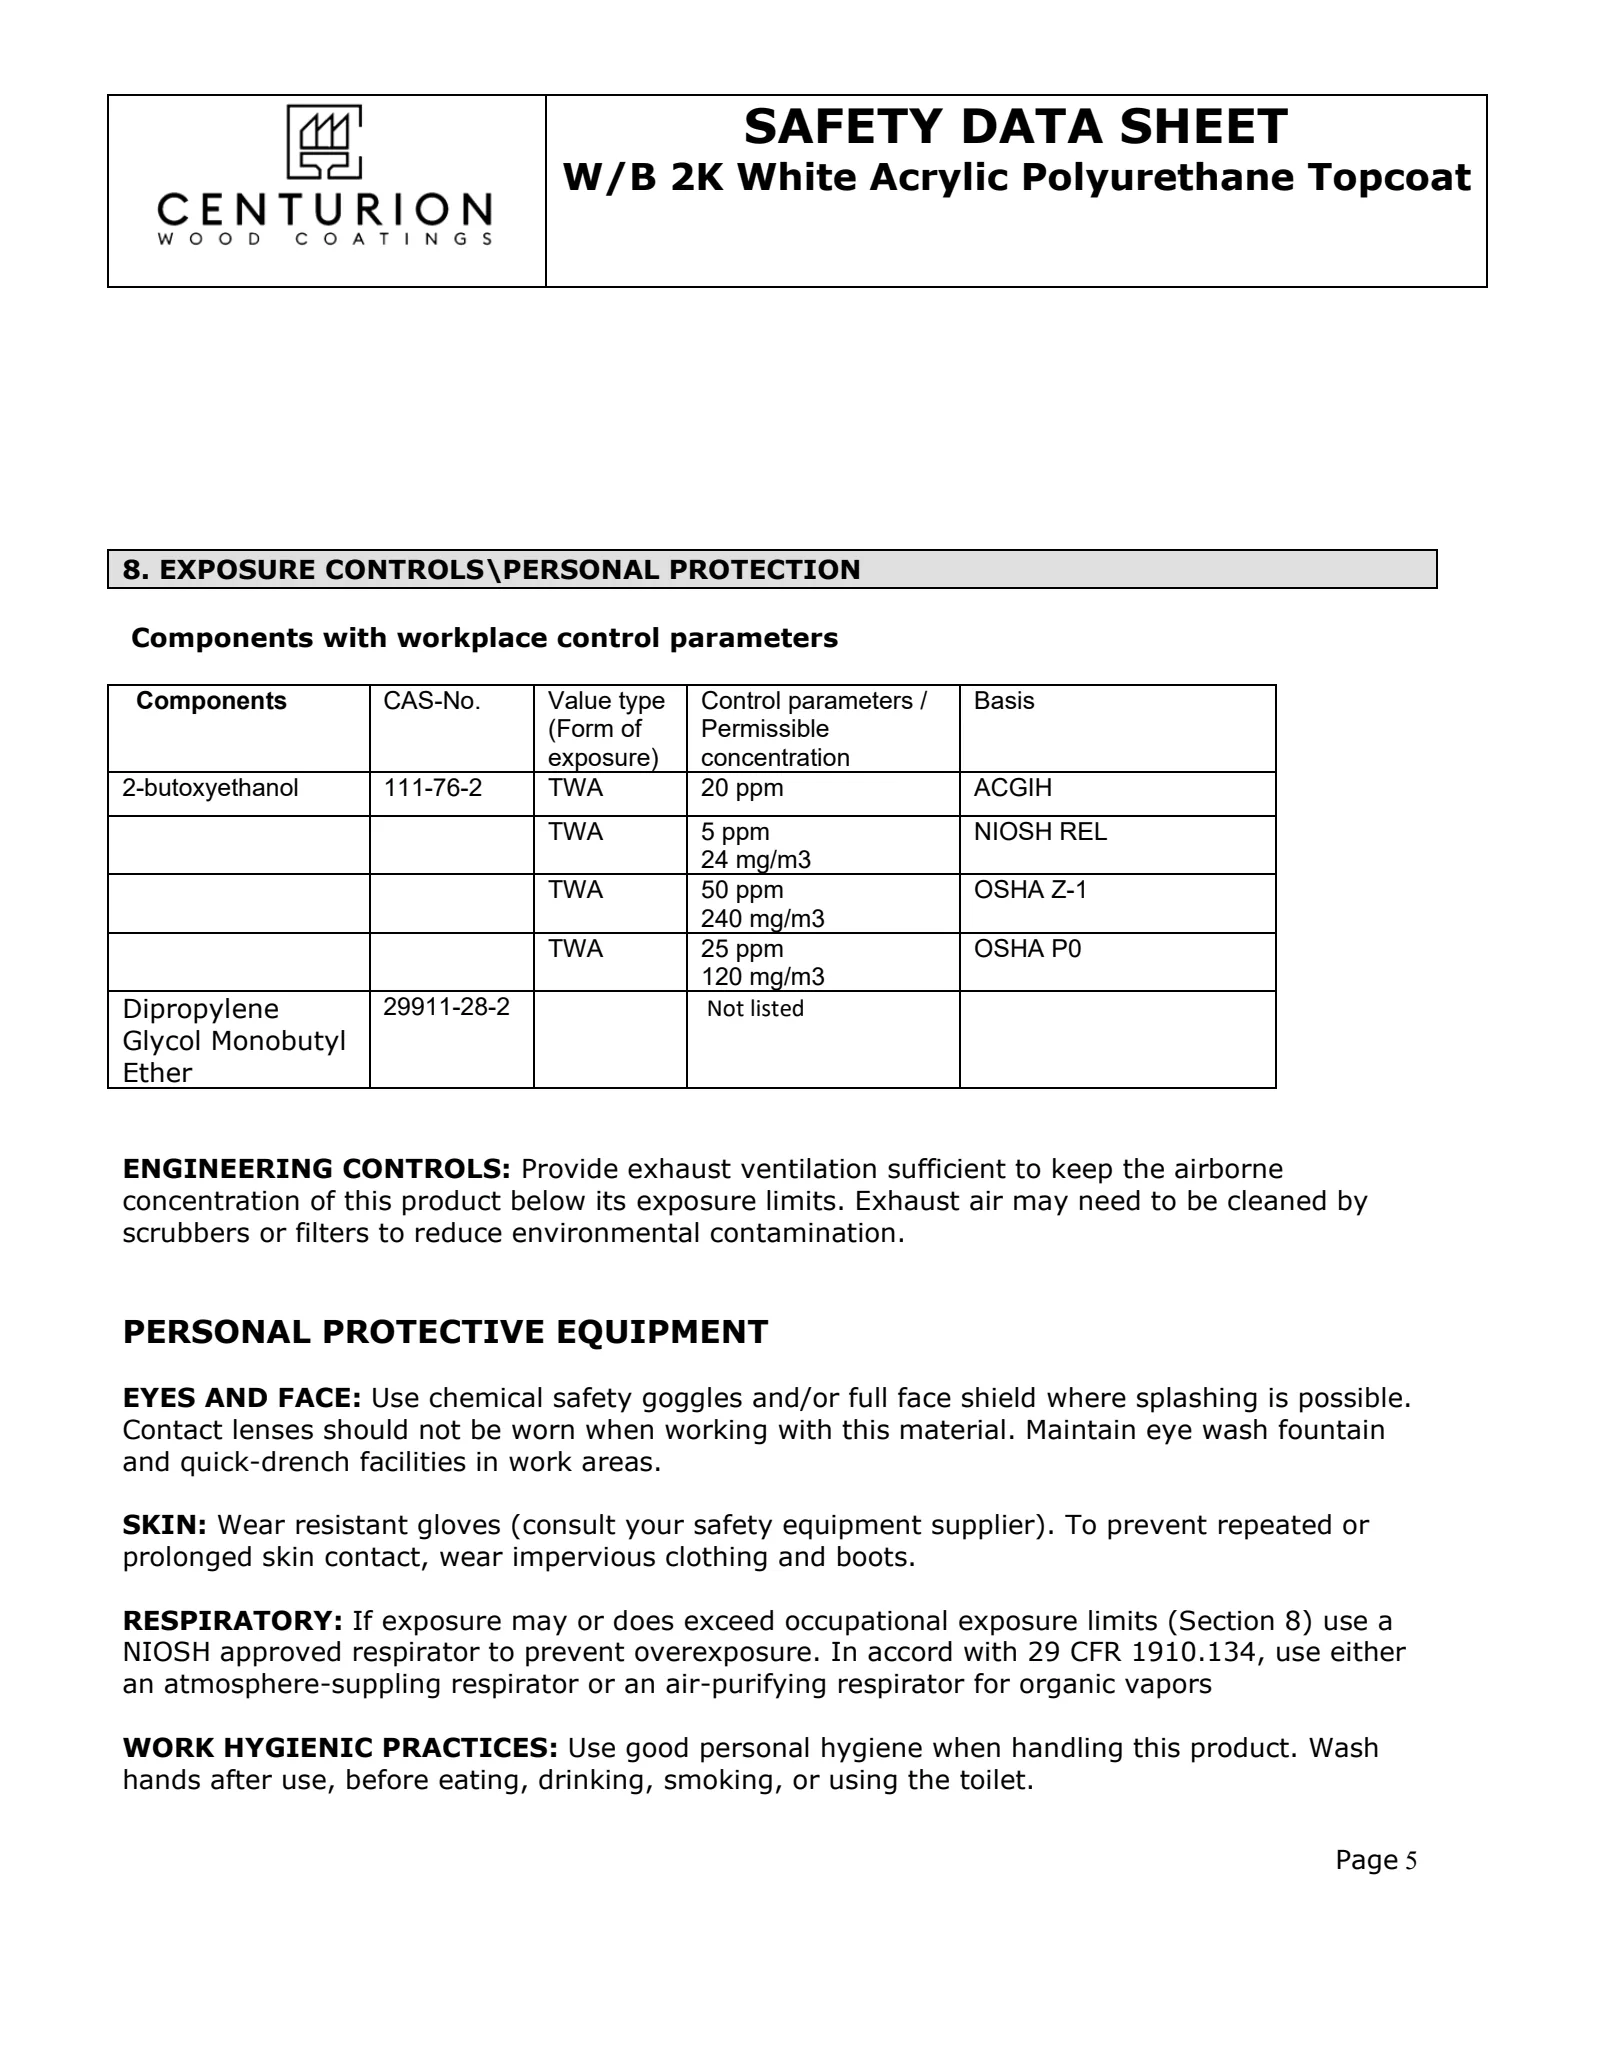 CENTURION
WOOD COATINGS
SAFETY DATA SHEET
W/B 2K White Acrylic Polyurethane Topcoat
8. EXPOSURE CONTROLS\PERSONAL PROTECTION
Components with workplace control parameters
Components CAS-No. Value type (Form of exposure) Control parameters / Permissible concentration Basis
2-butoxyethanol 111-76-2 TWA 20 ppm ACGIH
TWA 5 ppm 24 mg/m3 NIOSH REL
TWA 50 ppm 240 mg/m3 OSHA Z-1
TWA 25 ppm 120 mg/m3 OSHA P0
Dipropylene Glycol Monobutyl Ether 29911-28-2 Not listed
ENGINEERING CONTROLS: Provide exhaust ventilation sufficient to keep the airborne
concentration of this product below its exposure limits. Exhaust air may need to be cleaned by
scrubbers or filters to reduce environmental contamination.
PERSONAL PROTECTIVE EQUIPMENT
EYES AND FACE: Use chemical safety goggles and/or full face shield where splashing is possible.
Contact lenses should not be worn when working with this material. Maintain eye wash fountain
and quick-drench facilities in work areas.
SKIN: Wear resistant gloves (consult your safety equipment supplier). To prevent repeated or
prolonged skin contact, wear impervious clothing and boots.
RESPIRATORY: If exposure may or does exceed occupational exposure limits (Section 8) use a
NIOSH approved respirator to prevent overexposure. In accord with 29 CFR 1910.134, use either
an atmosphere-suppling respirator or an air-purifying respirator for organic vapors
WORK HYGIENIC PRACTICES: Use good personal hygiene when handling this product. Wash
hands after use, before eating, drinking, smoking, or using the toilet.
Page 5